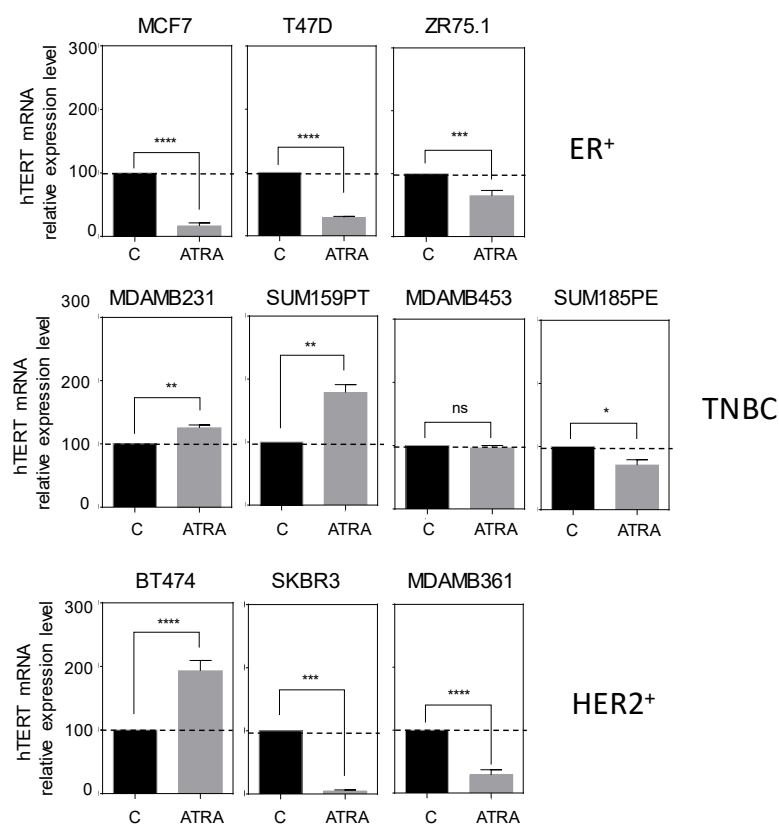 MCF7 T47D ZR75.1
hTERT mRNA
relative expression level
300
200
100
0
**** **** ***
C ATRA C ATRA C ATRA
ER⁺
MDAMB231 SUM159PT MDAMB453 SUM185PE
hTERT mRNA
relative expression level
300
200
100
0
** ** ns *
C ATRA C ATRA C ATRA C ATRA
TNBC
BT474 SKBR3 MDAMB361
hTERT mRNA
relative expression level
300
200
100
0
**** *** ****
C ATRA C ATRA C ATRA
HER2⁺